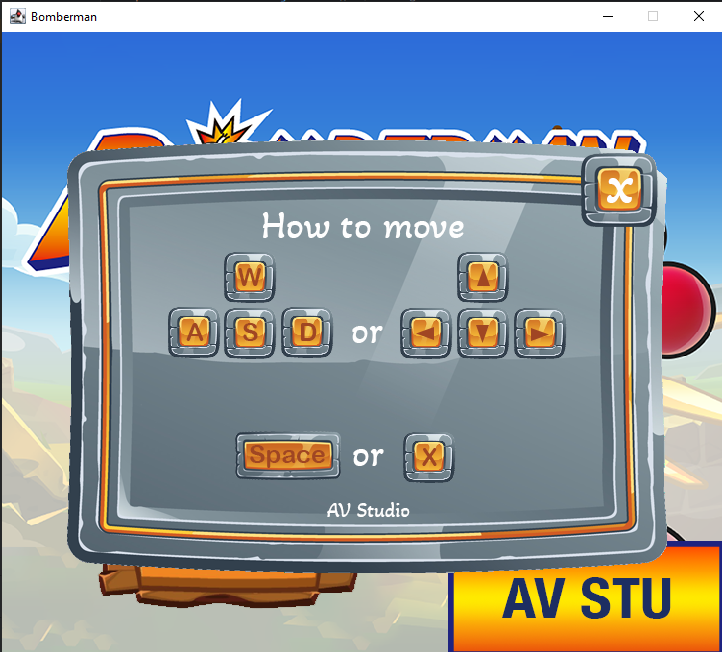 Bomberman
How to move
W
A S D or
Space or X
AV Studio
AV STU